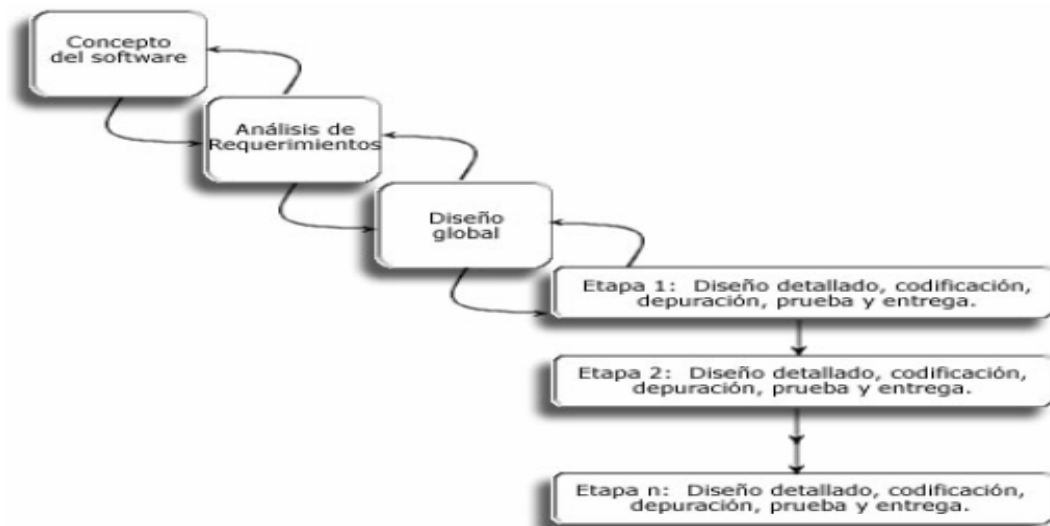 Concepto
del software
Análisis de
Requerimientos
Diseño
global
Etapa 1: Diseño detallado, codificación,
depuración, prueba y entrega.
Etapa 2: Diseño detallado, codificación,
depuración, prueba y entrega.
Etapa n: Diseño detallado, codificación,
depuración, prueba y entrega.